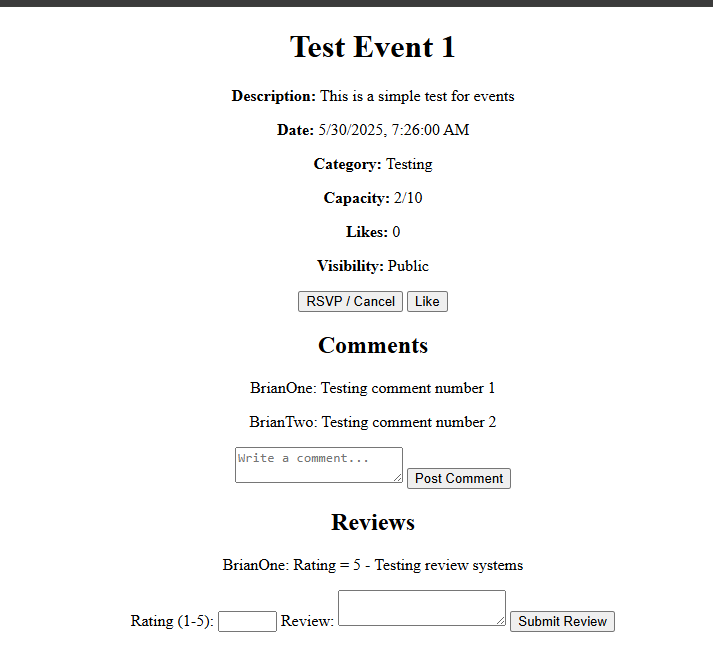 Test Event 1
Description: This is a simple test for events
Date: 5/30/2025, 7:26:00 AM
Category: Testing
Capacity: 2/10
Likes: 0
Visibility: Public
RSVP / Cancel Like
Comments
BrianOne: Testing comment number 1
BrianTwo: Testing comment number 2
Write a comment... Post Comment
Reviews
BrianOne: Rating = 5 - Testing review systems
Rating (1-5): Review: Submit Review